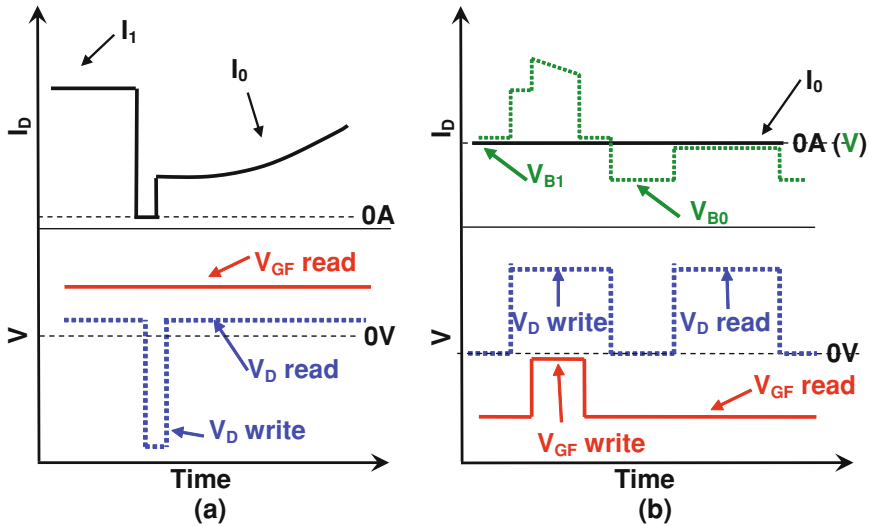 I1
I0
ID
0A
VGF read
V
0V
VD read
VD write
Time
(a)
I0
ID
0A (V)
VB1
VB0
VD write
VD read
V
0V
VGF read
VGF write
Time
(b)